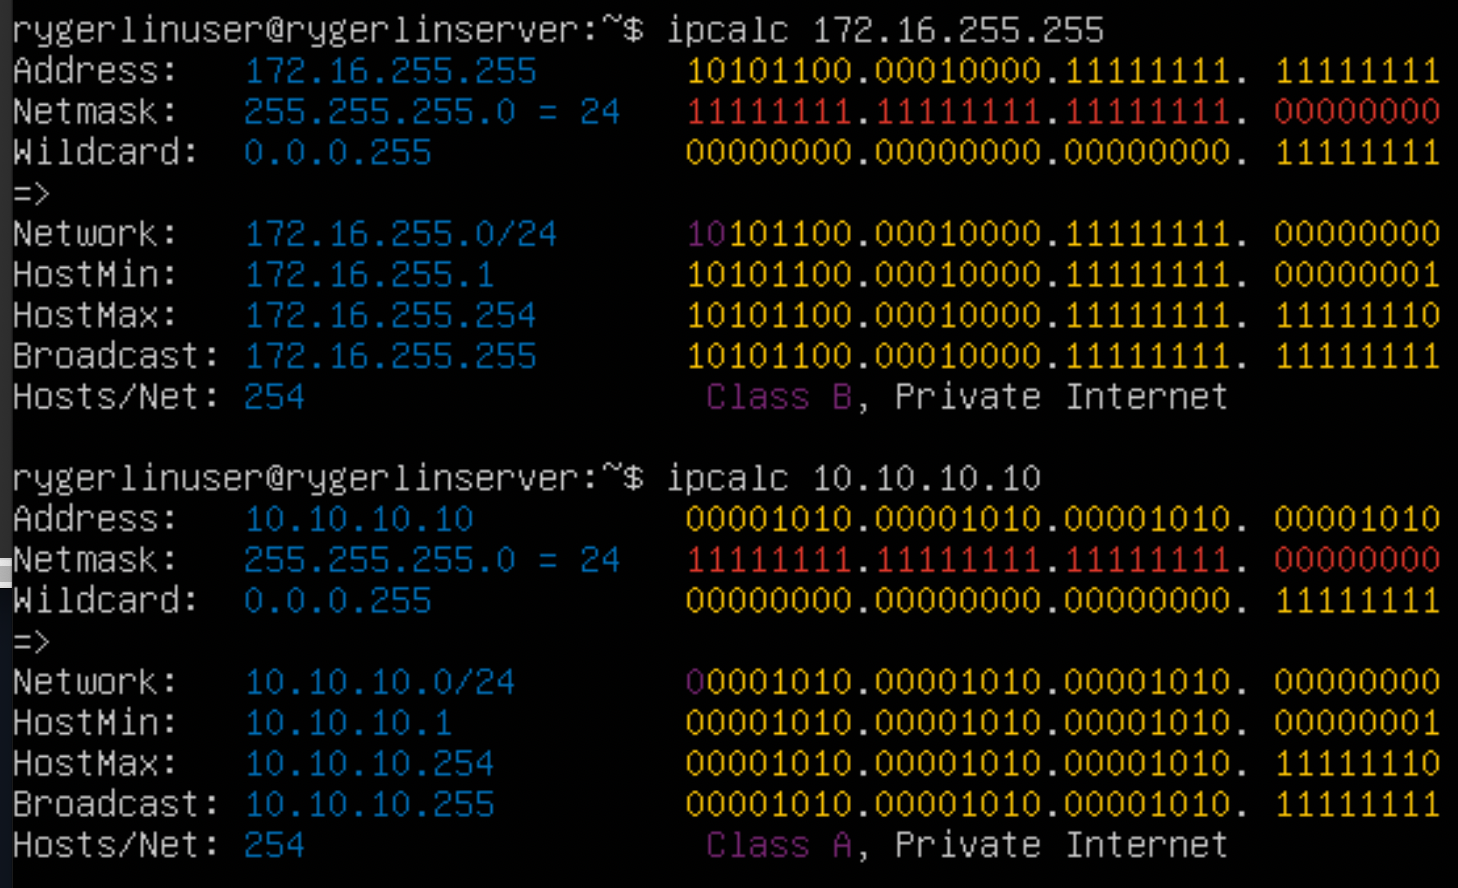 rygerlinuser@rygerlinserver:~$ ipcalc 172.16.255.255
Address:   172.16.255.255       10101100.00010000.11111111. 11111111
Netmask:   255.255.255.0 = 24   11111111.11111111.11111111. 00000000
Wildcard:  0.0.0.255            00000000.00000000.00000000. 11111111
=>
Network:   172.16.255.0/24      10101100.00010000.11111111. 00000000
HostMin:   172.16.255.1         10101100.00010000.11111111. 00000001
HostMax:   172.16.255.254       10101100.00010000.11111111. 11111110
Broadcast: 172.16.255.255       10101100.00010000.11111111. 11111111
Hosts/Net: 254                   Class B, Private Internet

rygerlinuser@rygerlinserver:~$ ipcalc 10.10.10.10
Address:   10.10.10.10          00001010.00001010.00001010. 00001010
Netmask:   255.255.255.0 = 24   11111111.11111111.11111111. 00000000
Wildcard:  0.0.0.255            00000000.00000000.00000000. 11111111
=>
Network:   10.10.10.0/24        00001010.00001010.00001010. 00000000
HostMin:   10.10.10.1           00001010.00001010.00001010. 00000001
HostMax:   10.10.10.254         00001010.00001010.00001010. 11111110
Broadcast: 10.10.10.255         00001010.00001010.00001010. 11111111
Hosts/Net: 254                   Class A, Private Internet